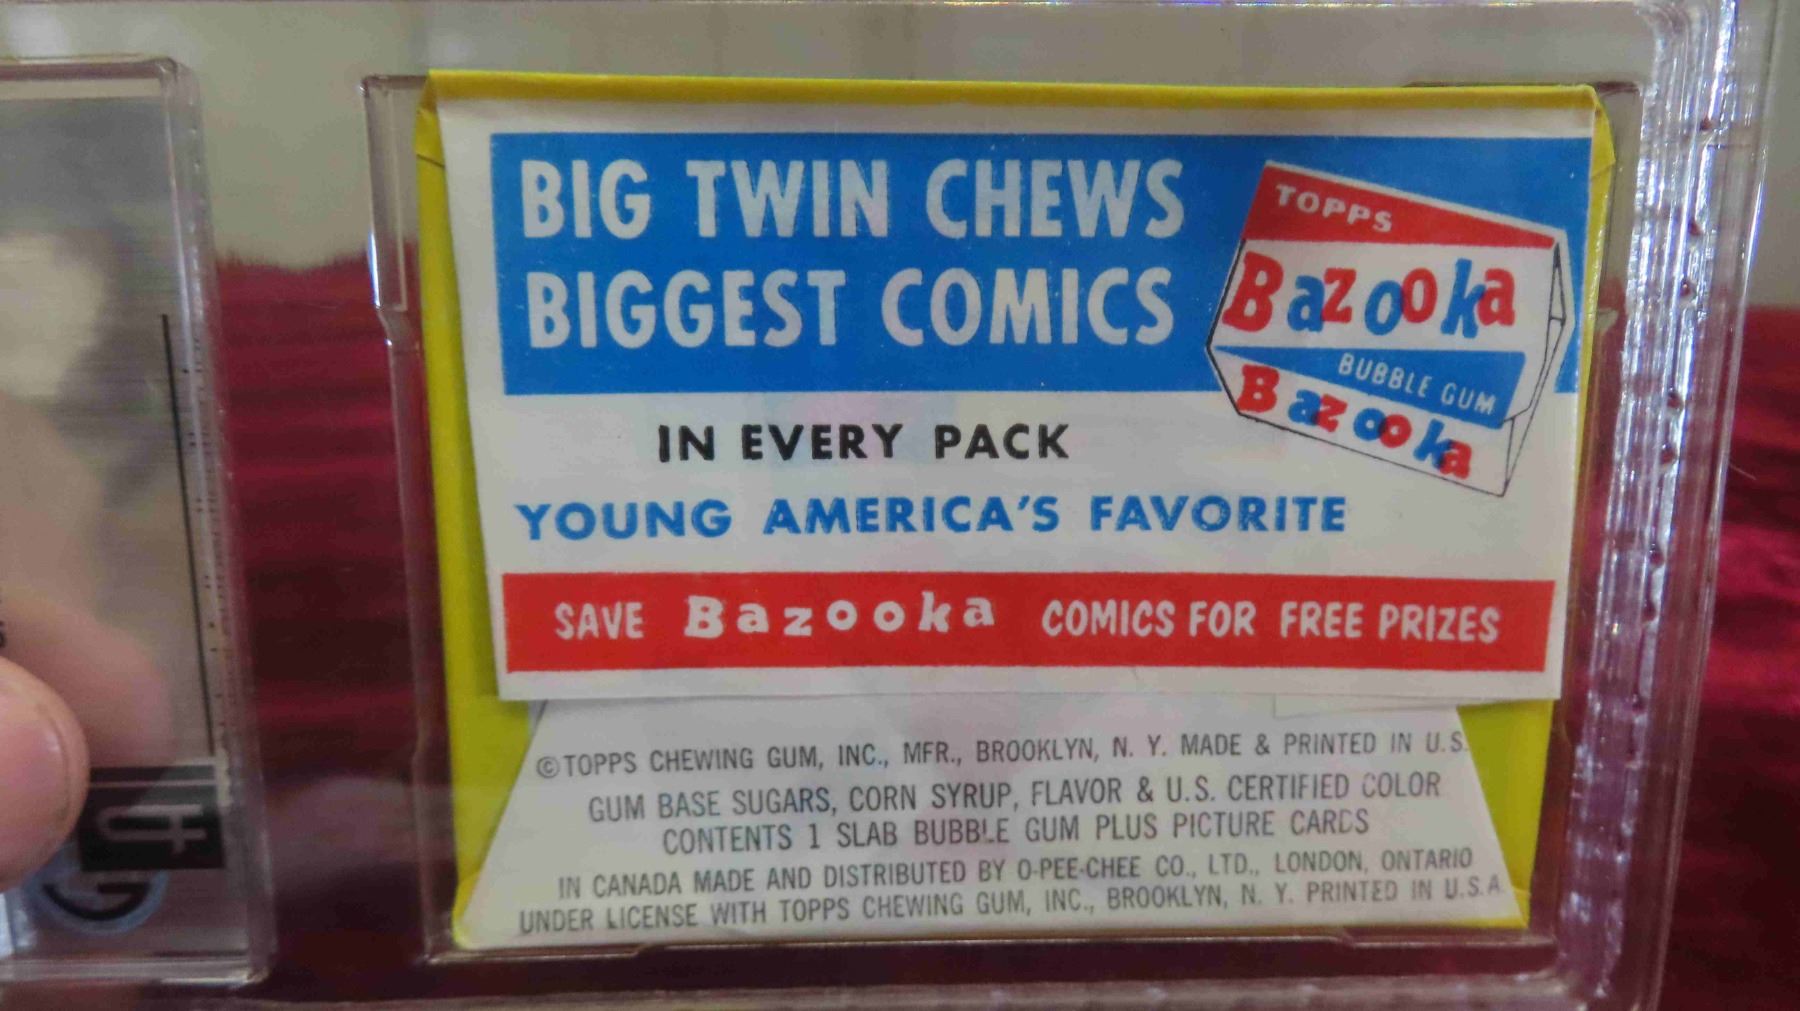 BIG TWIN CHEWS
BIGGEST COMICS
TOPPS
Bazooka
BUBBLE GUM
Bazooka
IN EVERY PACK
YOUNG AMERICA'S FAVORITE
SAVE Bazooka COMICS FOR FREE PRIZES
©TOPPS CHEWING GUM, INC., MFR., BROOKLYN, N. Y. MADE & PRINTED IN U.S.
GUM BASE SUGARS, CORN SYRUP, FLAVOR & U.S. CERTIFIED COLOR
CONTENTS 1 SLAB BUBBLE GUM PLUS PICTURE CARDS
IN CANADA MADE AND DISTRIBUTED BY O-PEE-CHEE CO., LTD., LONDON, ONTARIO
UNDER LICENSE WITH TOPPS CHEWING GUM, INC., BROOKLYN, N. Y. PRINTED IN U.S.A